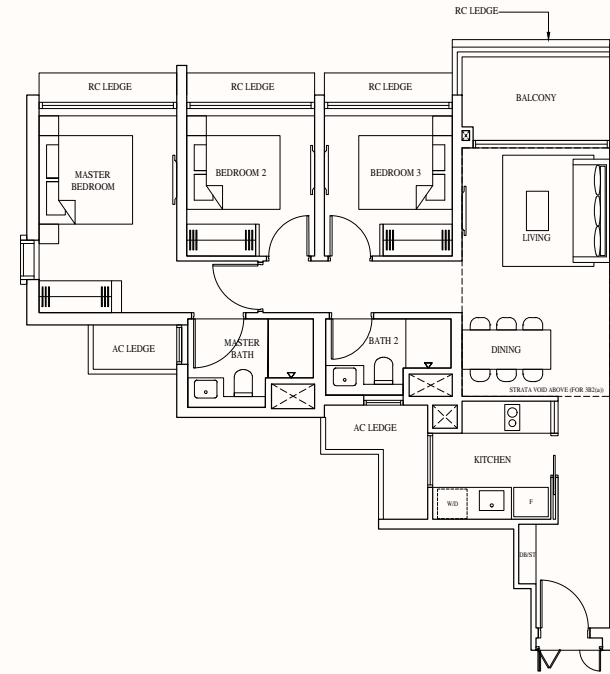 RC LEDGE
RC LEDGE
RC LEDGE
RC LEDGE
BALCONY
MASTER
BEDROOM
BEDROOM 2
BEDROOM 3
LIVING
AC LEDGE
MASTER
BATH
BATH 2
DINING
STRATA VOID ABOVE (FOR 3B2(a))
AC LEDGE
KITCHEN
W/D
F
DB/ST